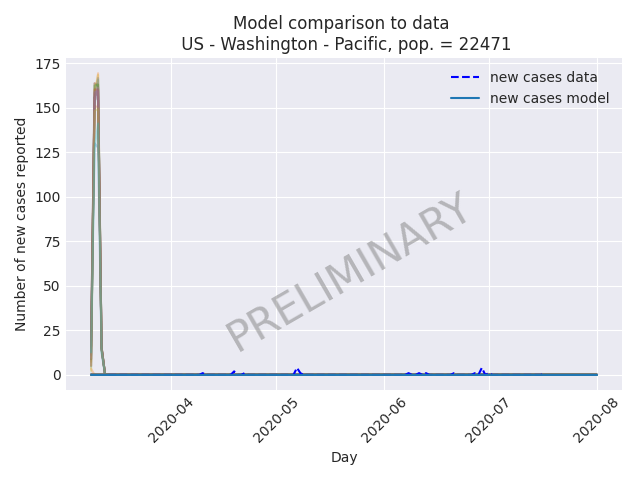 Model comparison to data
US - Washington - Pacific, pop. = 22471
175
150
125
100
75
50
25
0
Number of new cases reported
new cases data
new cases model
PRELIMINARY
2020-04
2020-05
2020-06
2020-07
2020-08
Day